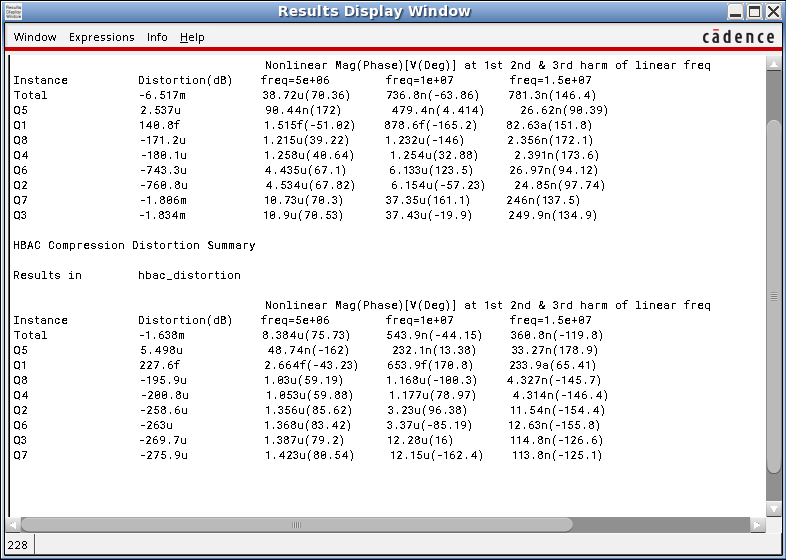 Results Display Window
Results Display Window
Window Expressions Info Help cādence
Nonlinear Mag(Phase)[V(Deg)] at 1st 2nd & 3rd harm of linear freq
Instance Distortion(dB) freq=5e+06 freq=1e+07 freq=1.5e+07
Total -6.517m 38.72u(70.36) 736.8n(-63.86) 781.3n(146.4)
Q5 2.537u 90.44n(172) 479.4n(4.414) 26.62n(90.39)
Q1 140.8f 1.515f(-51.02) 878.6f(-165.2) 82.63a(151.8)
Q8 -171.2u 1.215u(39.22) 1.232u(-146) 2.356n(172.1)
Q4 -180.1u 1.258u(40.64) 1.254u(32.88) 2.391n(173.6)
Q6 -743.3u 4.435u(67.1) 6.133u(123.5) 26.97n(94.12)
Q2 -760.8u 4.534u(67.82) 6.154u(-57.23) 24.85n(97.74)
Q7 -1.806m 10.73u(70.3) 37.35u(161.1) 246n(137.5)
Q3 -1.834m 10.9u(70.53) 37.43u(-19.9) 249.9n(134.9)
HBAC Compression Distortion Summary
Results in hbac_distortion
Nonlinear Mag(Phase)[V(Deg)] at 1st 2nd & 3rd harm of linear freq
Instance Distortion(dB) freq=5e+06 freq=1e+07 freq=1.5e+07
Total -1.638m 8.384u(75.73) 543.9n(-44.15) 360.8n(-119.8)
Q5 5.498u 48.74n(-162) 232.1n(13.38) 33.27n(178.9)
Q1 227.6f 2.664f(-43.23) 653.9f(170.8) 233.9a(65.41)
Q8 -195.9u 1.03u(59.19) 1.168u(-100.3) 4.327n(-145.7)
Q4 -200.8u 1.053u(59.88) 1.177u(78.97) 4.314n(-146.4)
Q2 -258.6u 1.356u(85.62) 3.23u(96.38) 11.54n(-154.4)
Q6 -263u 1.368u(83.42) 3.37u(-85.19) 12.63n(-155.8)
Q3 -269.7u 1.387u(79.2) 12.28u(16) 114.8n(-126.6)
Q7 -275.9u 1.423u(80.54) 12.15u(-162.4) 113.8n(-125.1)
228